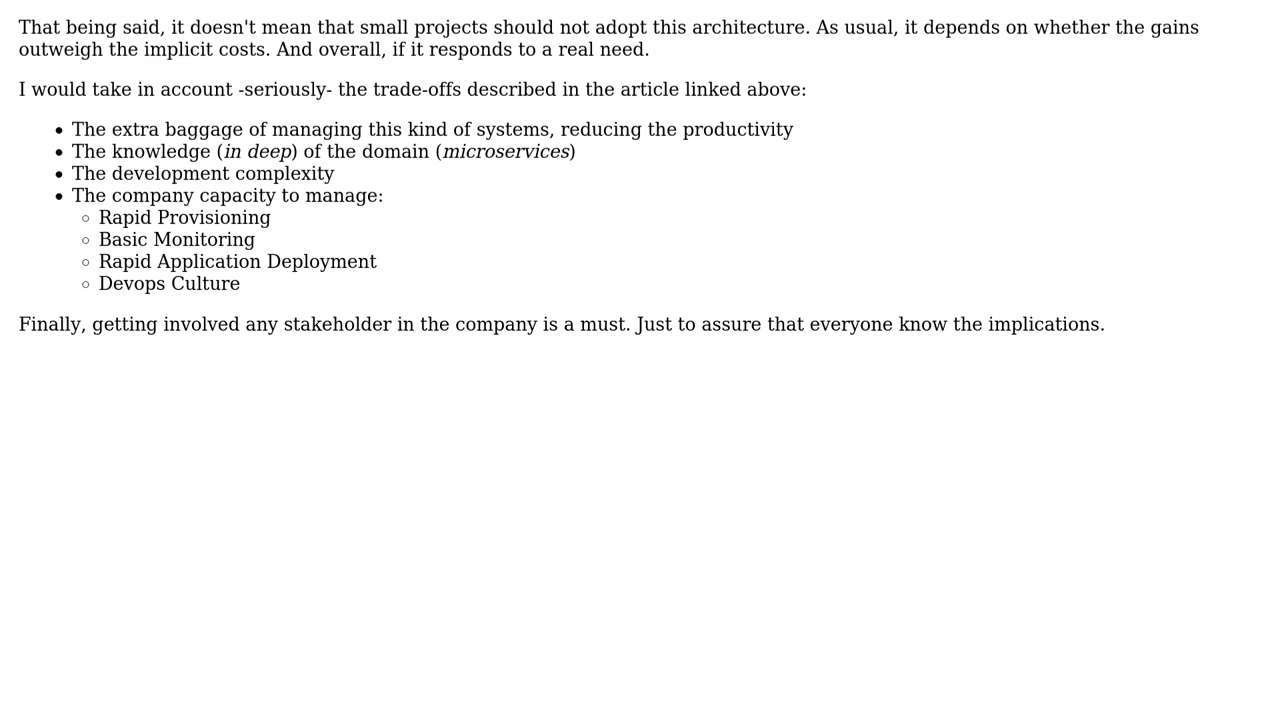 That being said, it doesn't mean that small projects should not adopt this architecture. As usual, it depends on whether the gains
outweigh the implicit costs. And overall, if it responds to a real need.
I would take in account -seriously- the trade-offs described in the article linked above:
• The extra baggage of managing this kind of systems, reducing the productivity
• The knowledge (in deep) of the domain (microservices)
• The development complexity
• The company capacity to manage:
◦ Rapid Provisioning
◦ Basic Monitoring
◦ Rapid Application Deployment
◦ Devops Culture
Finally, getting involved any stakeholder in the company is a must. Just to assure that everyone know the implications.